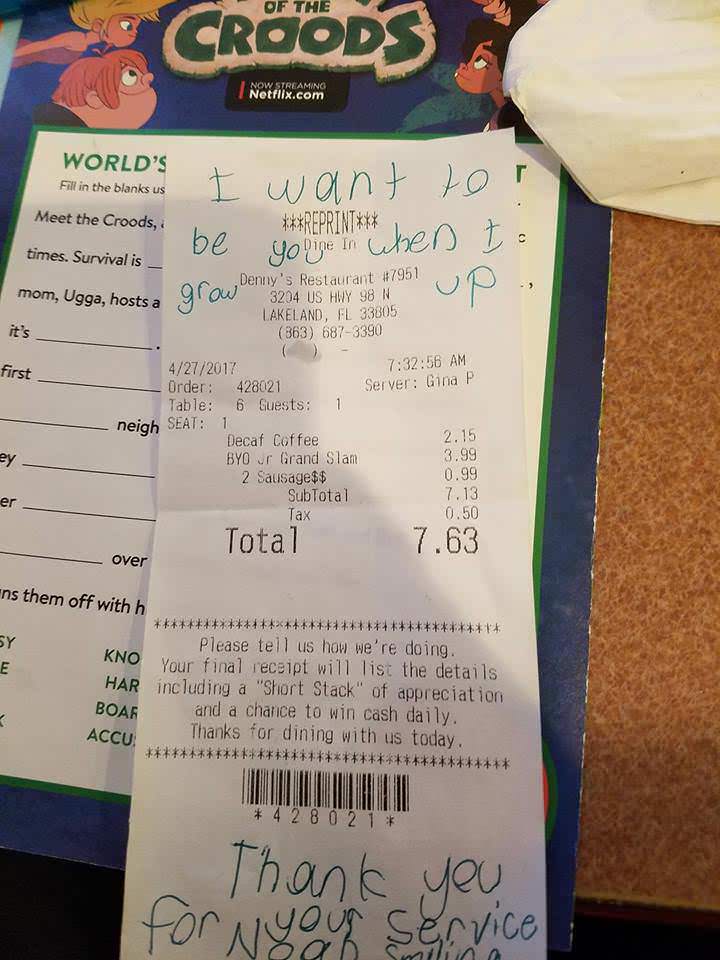 OF THE
CROODS
NOW STREAMING
Netflix.com
WORLD'S
Fill in the blanks us
Meet the Croods,
times. Survival is
mom, Ugga, hosts a
it's
first
neigh
ey
er
over
ns them off with h
SY
E
K
KNO
HAR
BOAR
ACCU
T
c
I want to
***REPRINT***
be you when I
Dine In
Denny's Restaurant #7951
grow up
3204 US HWY 98 N
LAKELAND, FL 33805
(863) 687-3390
( ) -
4/27/2017 7:32:56 AM
Order: 428021 Server: Gina P
Table: 6 Guests: 1
SEAT: 1
Decaf Coffee 2.15
BYO Jr Grand Slam 3.99
2 Sausage$$ 0.99
SubTotal 7.13
Tax 0.50
Total 7.63
Please tell us how we're doing.
Your final receipt will list the details
including a "Short Stack" of appreciation
and a chance to win cash daily.
Thanks for dining with us today.
*428021*
Thank you
for your service
Noah Smiling